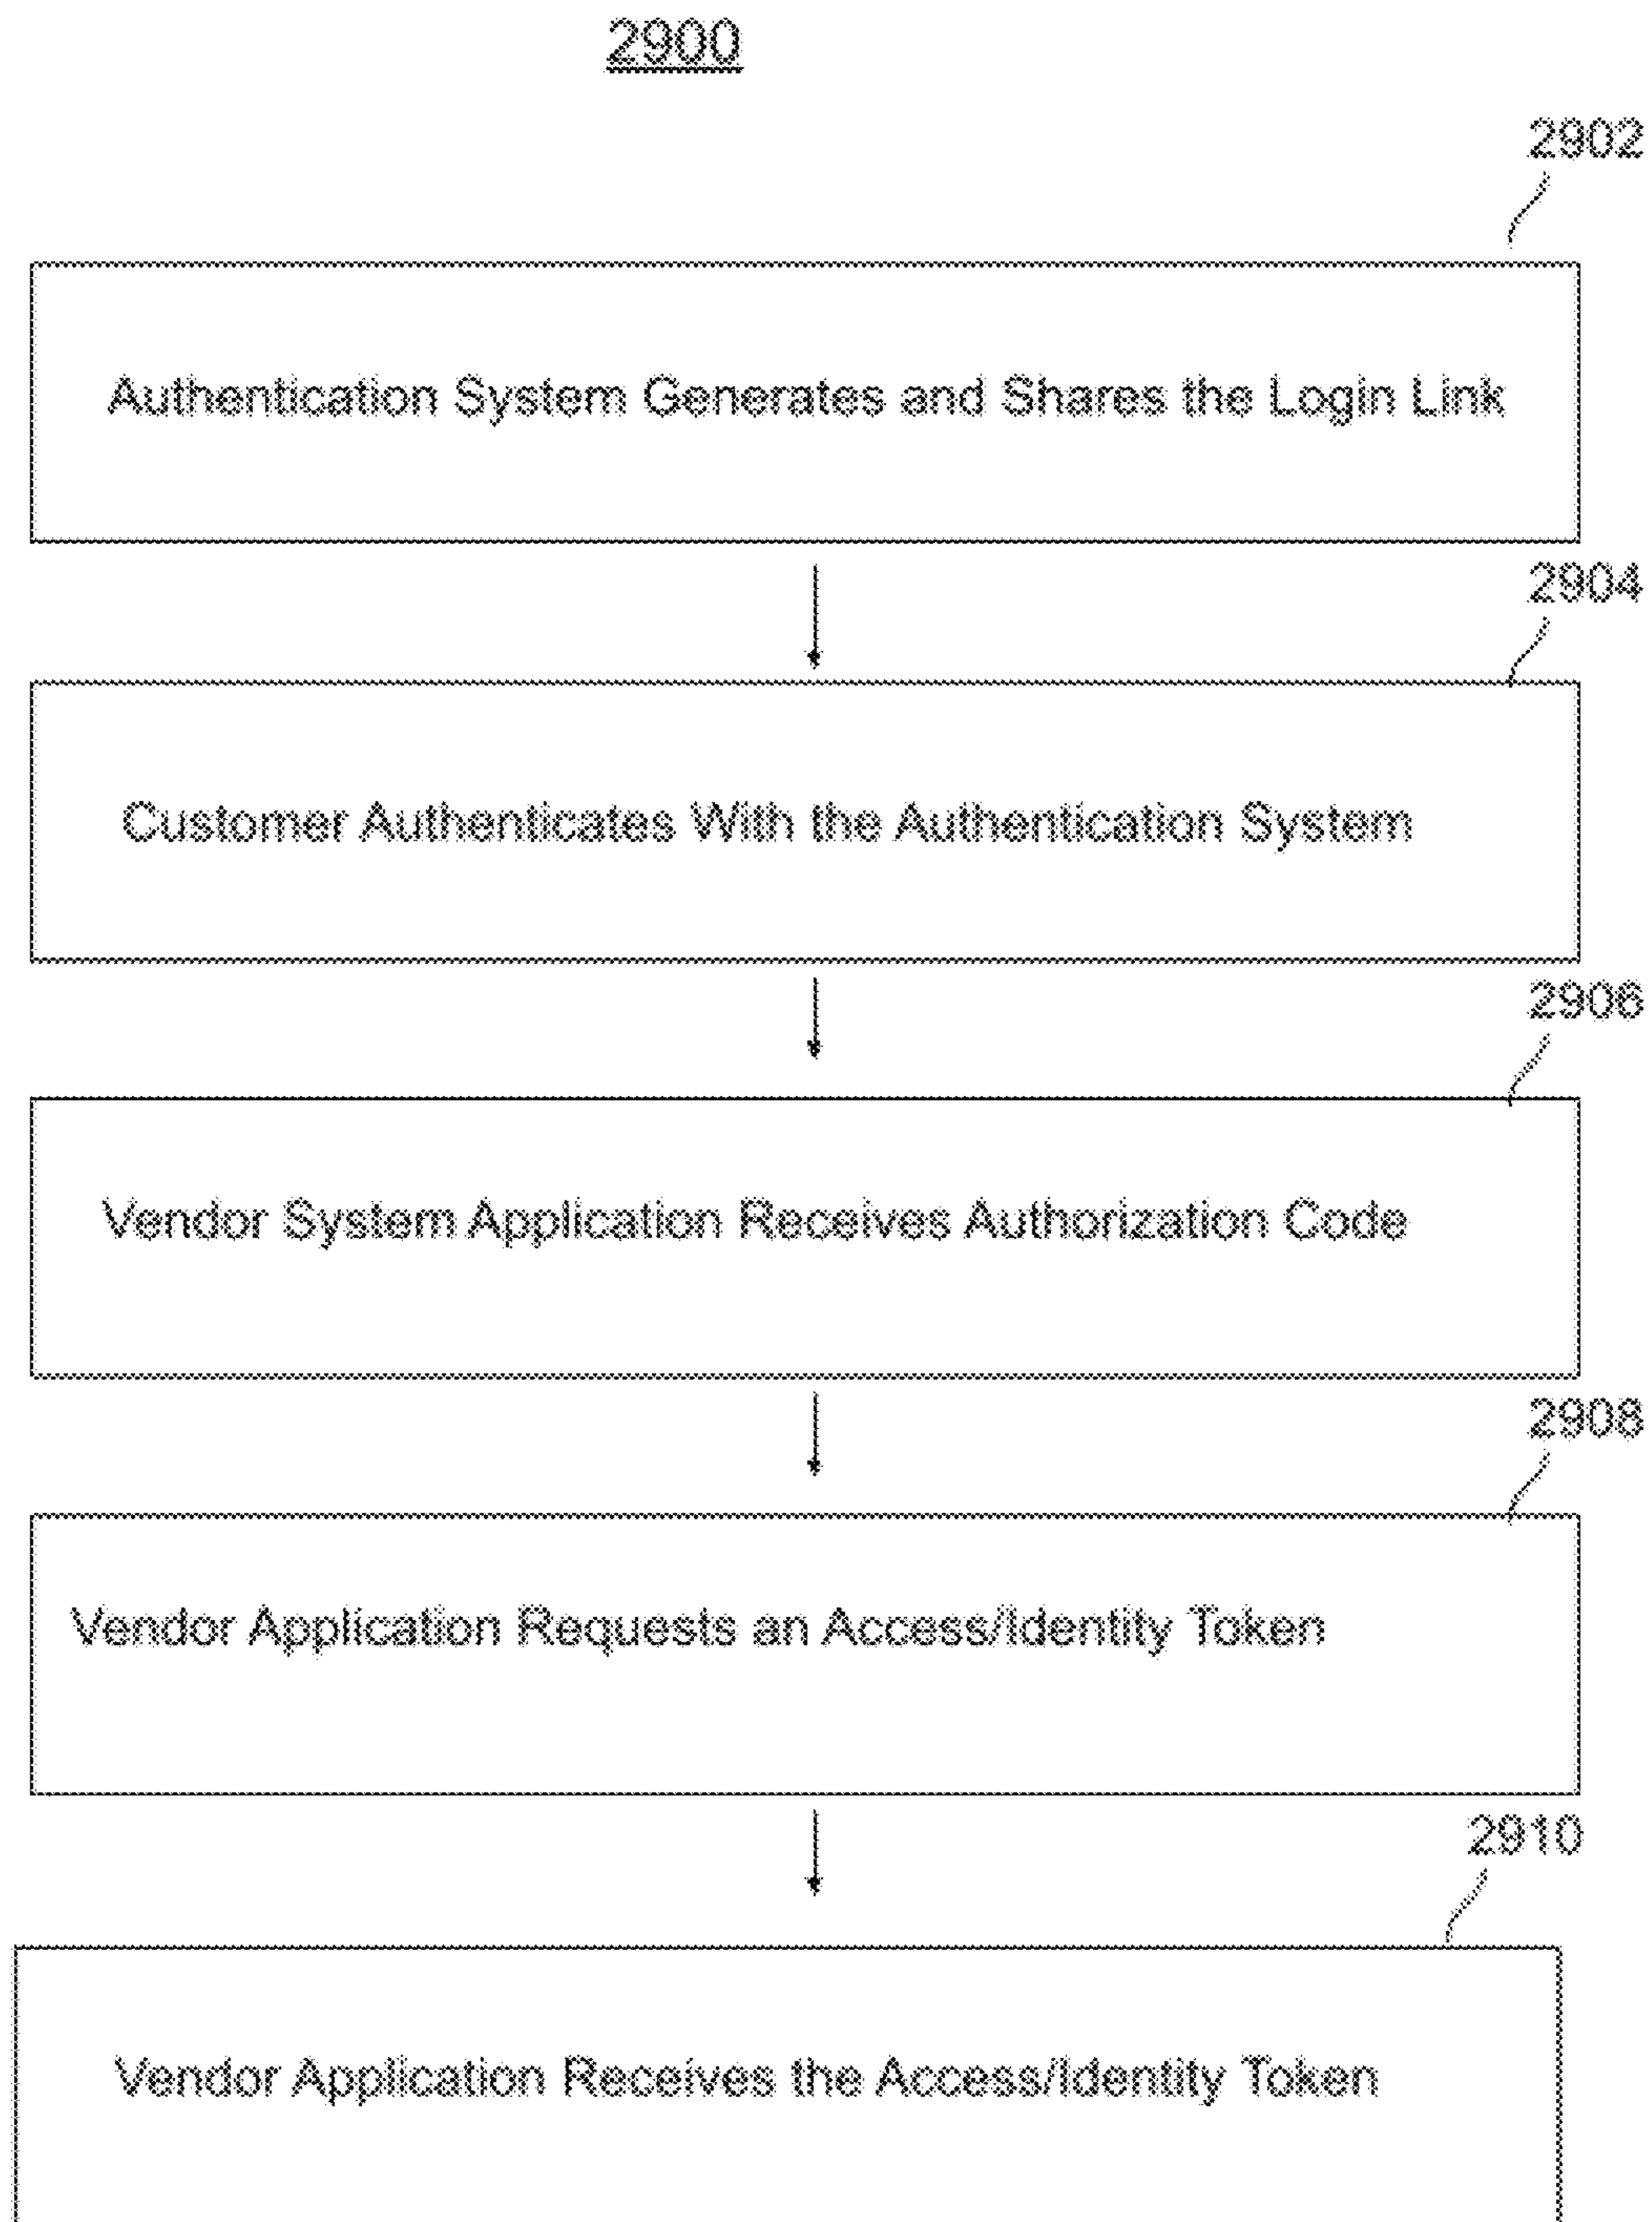 2900
2902
Authentication System Generates and Shares the Login Link
2904
Customer Authenticates With the Authentication System
2906
Vendor System Application Receives Authorization Code
2908
Vendor Application Requests an Access/Identity Token
2910
Vendor Application Receives the Access/Identity Token